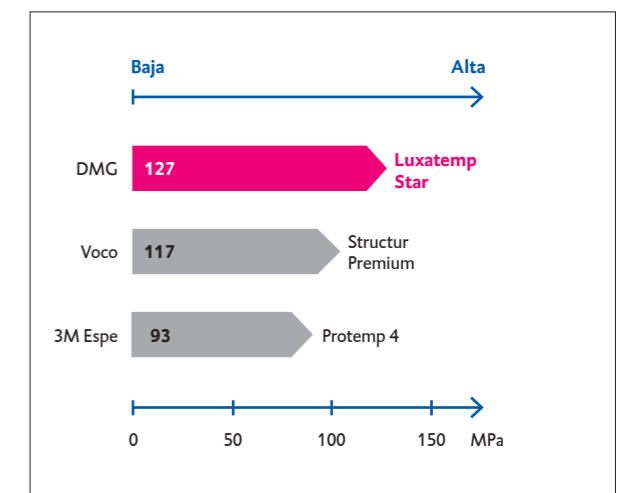 Baja Alta
DMG 127 Luxatemp
Star
Voco 117 Structur
Premium
3M Espe 93 Protemp 4
0 50 100 150 MPa